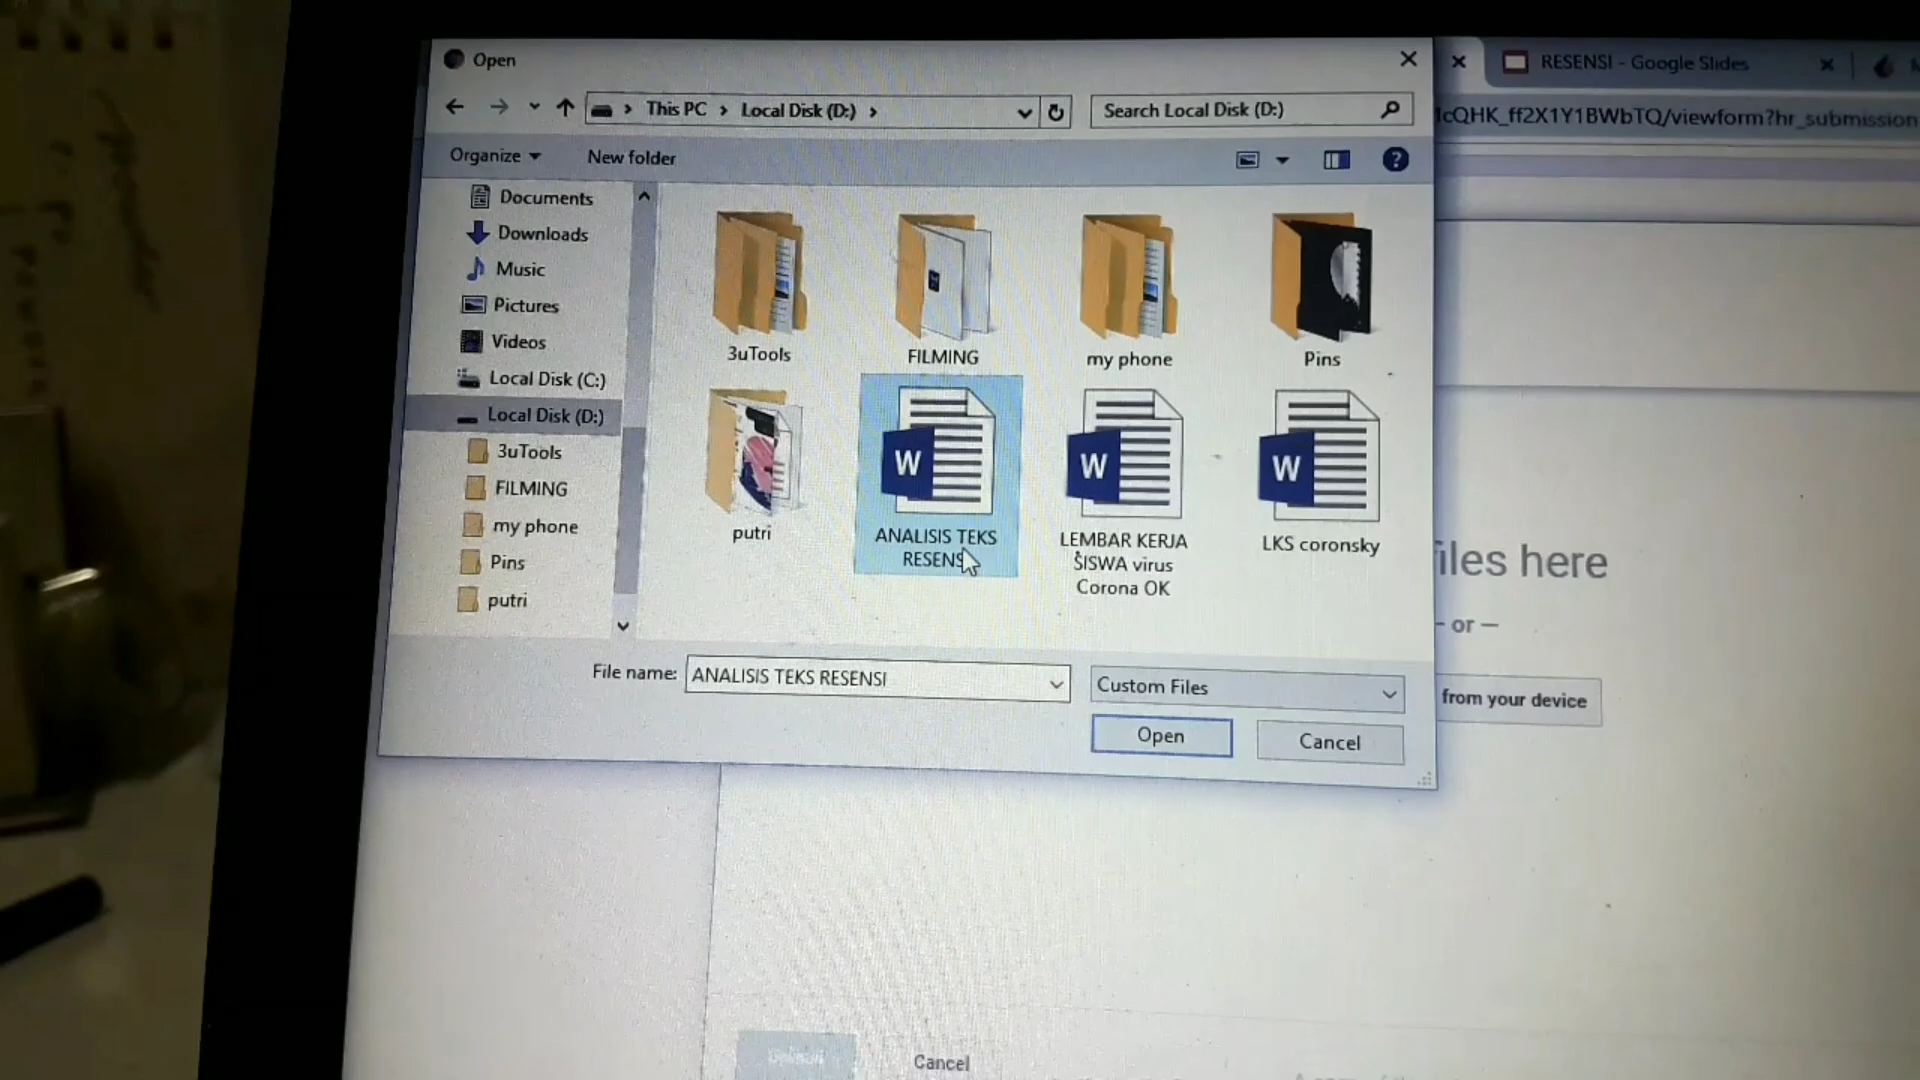 Open
RESENSI - Google Slides
This PC
Local Disk (D:)
Search Local Disk (D:)
1cQHK_ff2X1Y1BWbTQ/viewform?hr_submission
Organize
New folder
Documents
Downloads
Music
Pictures
Videos
Local Disk (C:)
Local Disk (D:)
3uTools
FILMING
my phone
Pins
putri
3uTools
FILMING
my phone
Pins
putri
W
ANALISIS TEKS
RESENSI
W
LEMBAR KERJA
SISWA virus
Corona OK
W
LKS coronsky
files here
— or —
from your device
File name:
ANALISIS TEKS RESENSI
Custom Files
Open
Cancel
Upload
Cancel